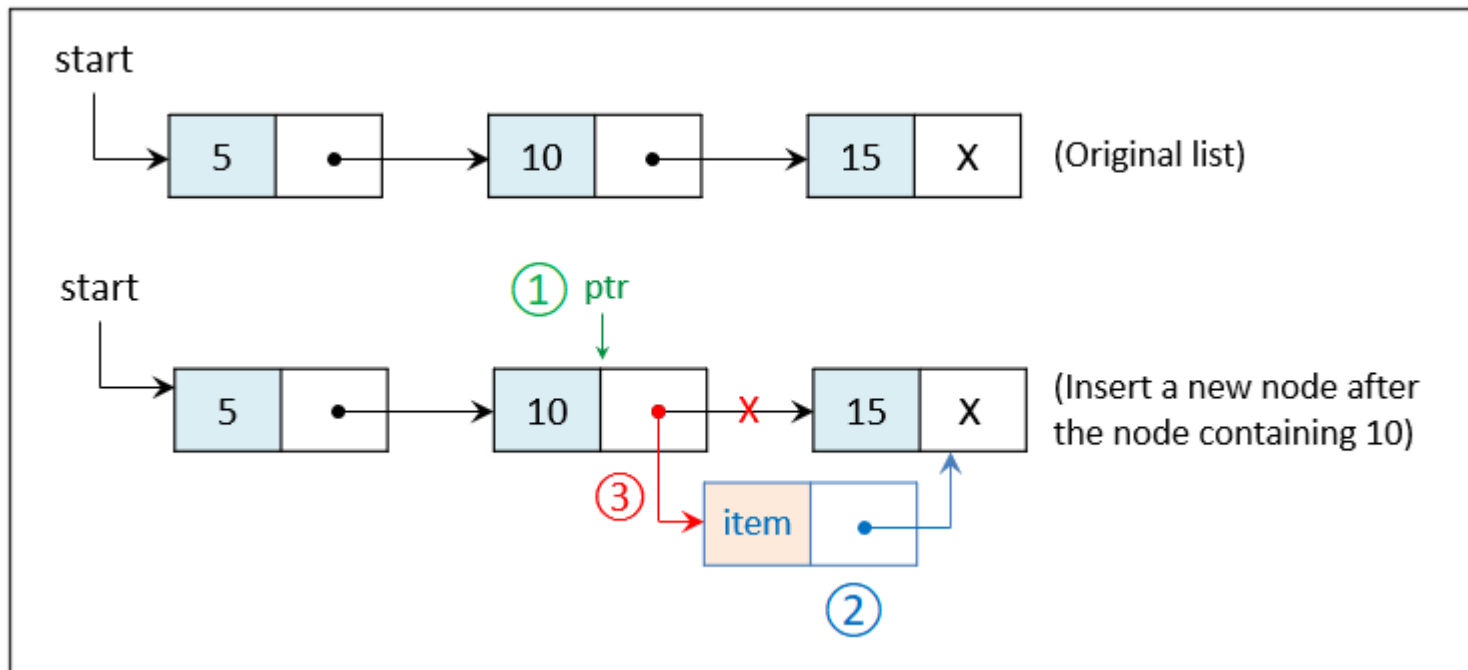 start
5 10 15 X (Original list)
start
① ptr
5 10 X 15 X (Insert a new node after
the node containing 10)
③
item
②